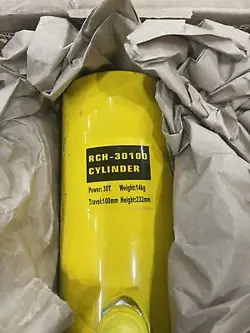 RCH-30100
CYLINDER
Power: 30T Weight:14kg
Travel:100mm Height:232mm